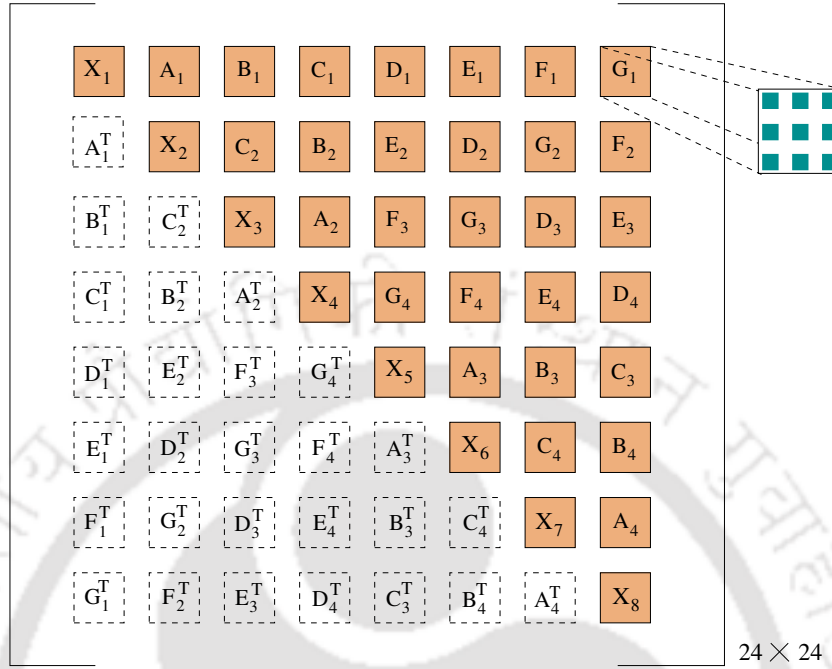 X₁ A₁ B₁ C₁ D₁ E₁ F₁ G₁
A₁ᵀ X₂ C₂ B₂ E₂ D₂ G₂ F₂
B₁ᵀ C₂ᵀ X₃ A₂ F₃ G₃ D₃ E₃
C₁ᵀ B₂ᵀ A₂ᵀ X₄ G₄ F₄ E₄ D₄
D₁ᵀ E₂ᵀ F₃ᵀ G₄ᵀ X₅ A₃ B₃ C₃
E₁ᵀ D₂ᵀ G₃ᵀ F₄ᵀ A₃ᵀ X₆ C₄ B₄
F₁ᵀ G₂ᵀ D₃ᵀ E₄ᵀ B₃ᵀ C₄ᵀ X₇ A₄
G₁ᵀ F₂ᵀ E₃ᵀ D₄ᵀ C₃ᵀ B₄ᵀ A₄ᵀ X₈
24 × 24